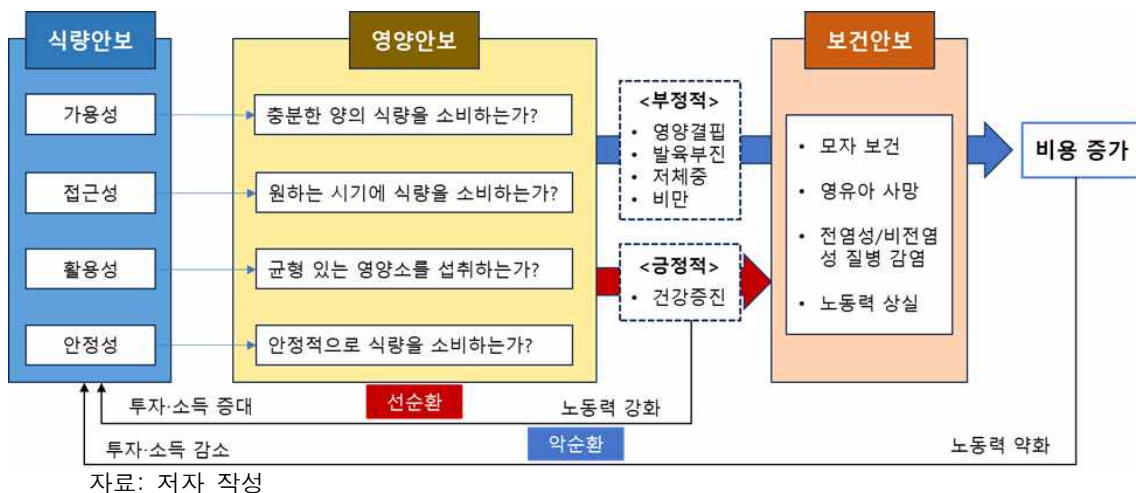 식량안보
가용성
접근성
활용성
안정성
영양안보
충분한 양의 식량을 소비하는가?
원하는 시기에 식량을 소비하는가?
균형 있는 영양소를 섭취하는가?
안정적으로 식량을 소비하는가?
<부정적>
• 영양결핍
• 발육부진
• 저체중
• 비만
<긍정적>
• 건강증진
보건안보
• 모자 보건
• 영유아 사망
• 전염성/비전염
성 질병 감염
• 노동력 상실
비용 증가
투자·소득 증대
선순환
노동력 강화
투자·소득 감소
악순환
노동력 약화
자료: 저자 작성